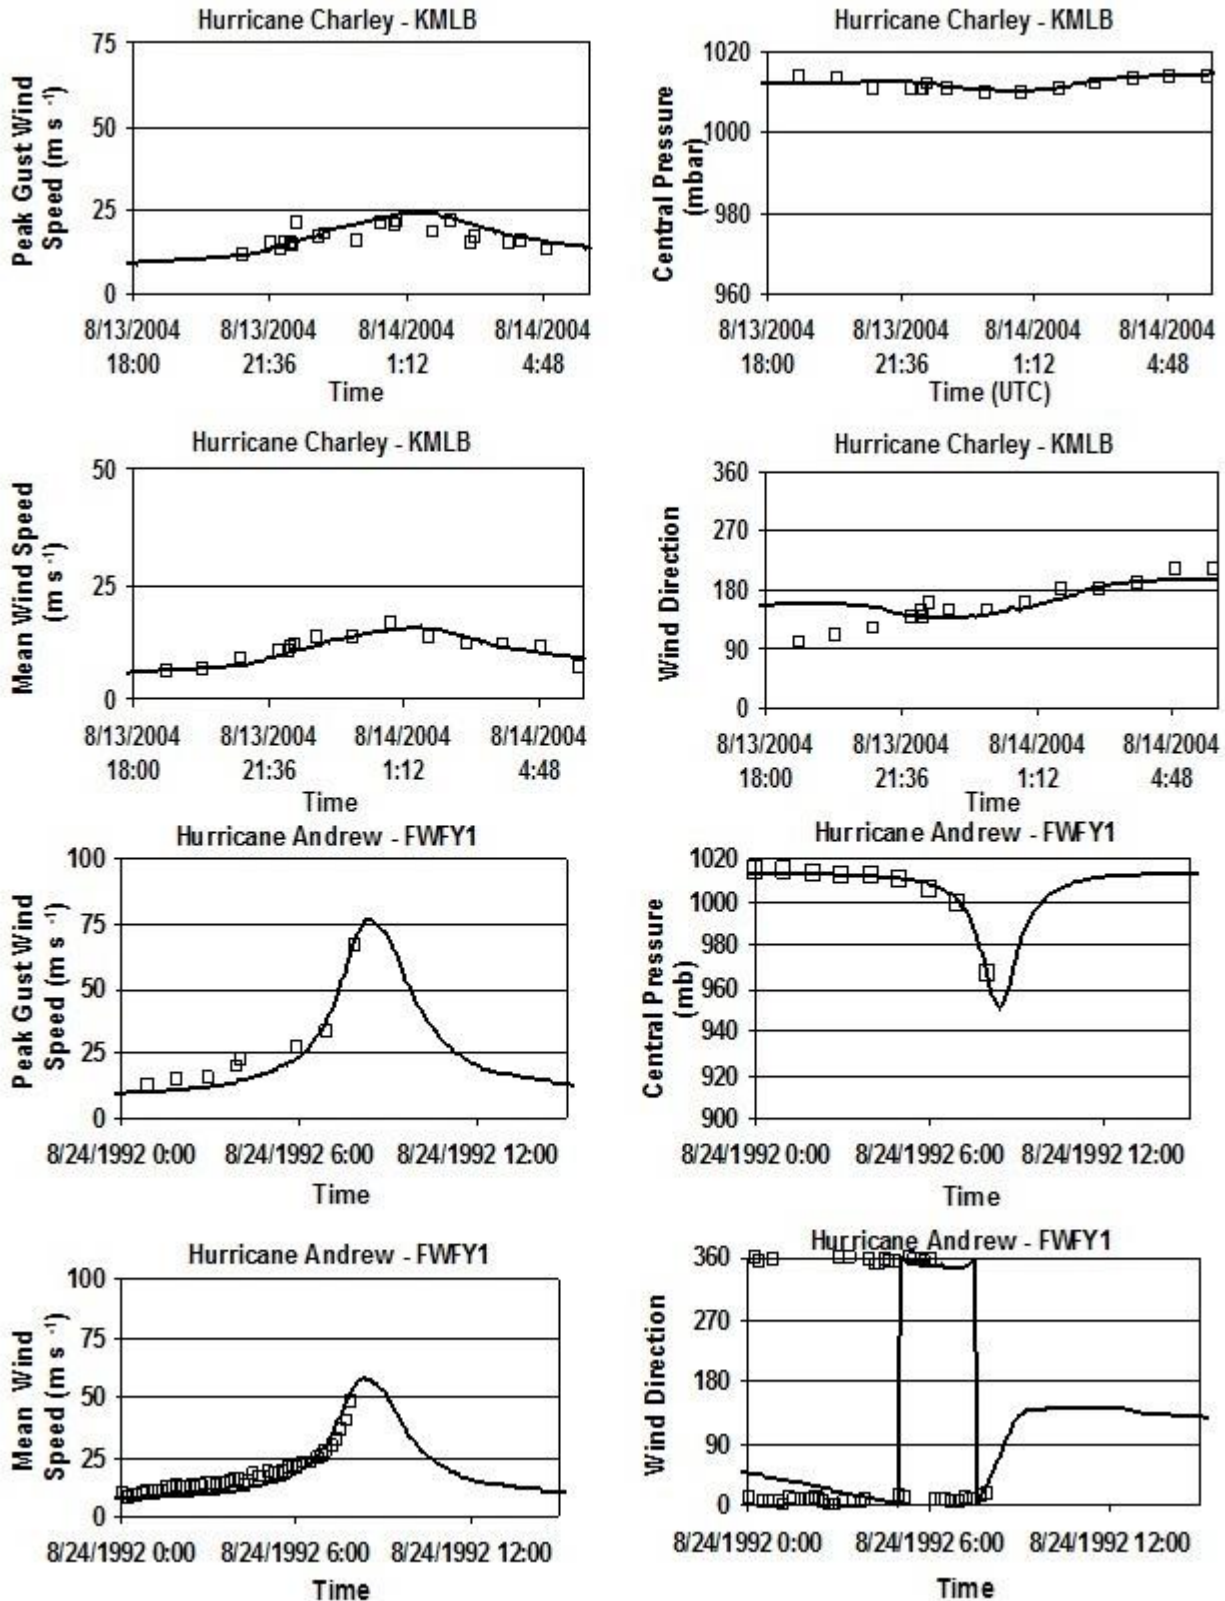 Hurricane Charley - KMLB
Peak Gust Wind
Speed (m s -1)
75
50
25
0
8/13/2004 8/13/2004 8/14/2004 8/14/2004
18:00 21:36 1:12 4:48
Time
Hurricane Charley - KMLB
Central Pressure
(mbar)
1020
1000
980
960
8/13/2004 8/13/2004 8/14/2004 8/14/2004
18:00 21:36 1:12 4:48
Time (UTC)
Hurricane Charley - KMLB
Mean Wind Speed
(m s -1)
50
25
0
8/13/2004 8/13/2004 8/14/2004 8/14/2004
18:00 21:36 1:12 4:48
Time
Hurricane Charley - KMLB
Wind Direction
360
270
180
90
0
8/13/2004 8/13/2004 8/14/2004 8/14/2004
18:00 21:36 1:12 4:48
Time
Hurricane Andrew - FWFY1
Peak Gust Wind
Speed (m s -1)
100
75
50
25
0
8/24/1992 0:00 8/24/1992 6:00 8/24/1992 12:00
Time
Hurricane Andrew - FWFY1
Central Pressure
(mb)
1020
1000
980
960
940
920
900
8/24/1992 0:00 8/24/1992 6:00 8/24/1992 12:00
Time
Hurricane Andrew - FWFY1
Mean Wind
Speed (m s -1)
100
75
50
25
0
8/24/1992 0:00 8/24/1992 6:00 8/24/1992 12:00
Time
Hurricane Andrew - FWFY1
Wind Direction
360
270
180
90
0
8/24/1992 0:00 8/24/1992 6:00 8/24/1992 12:00
Time